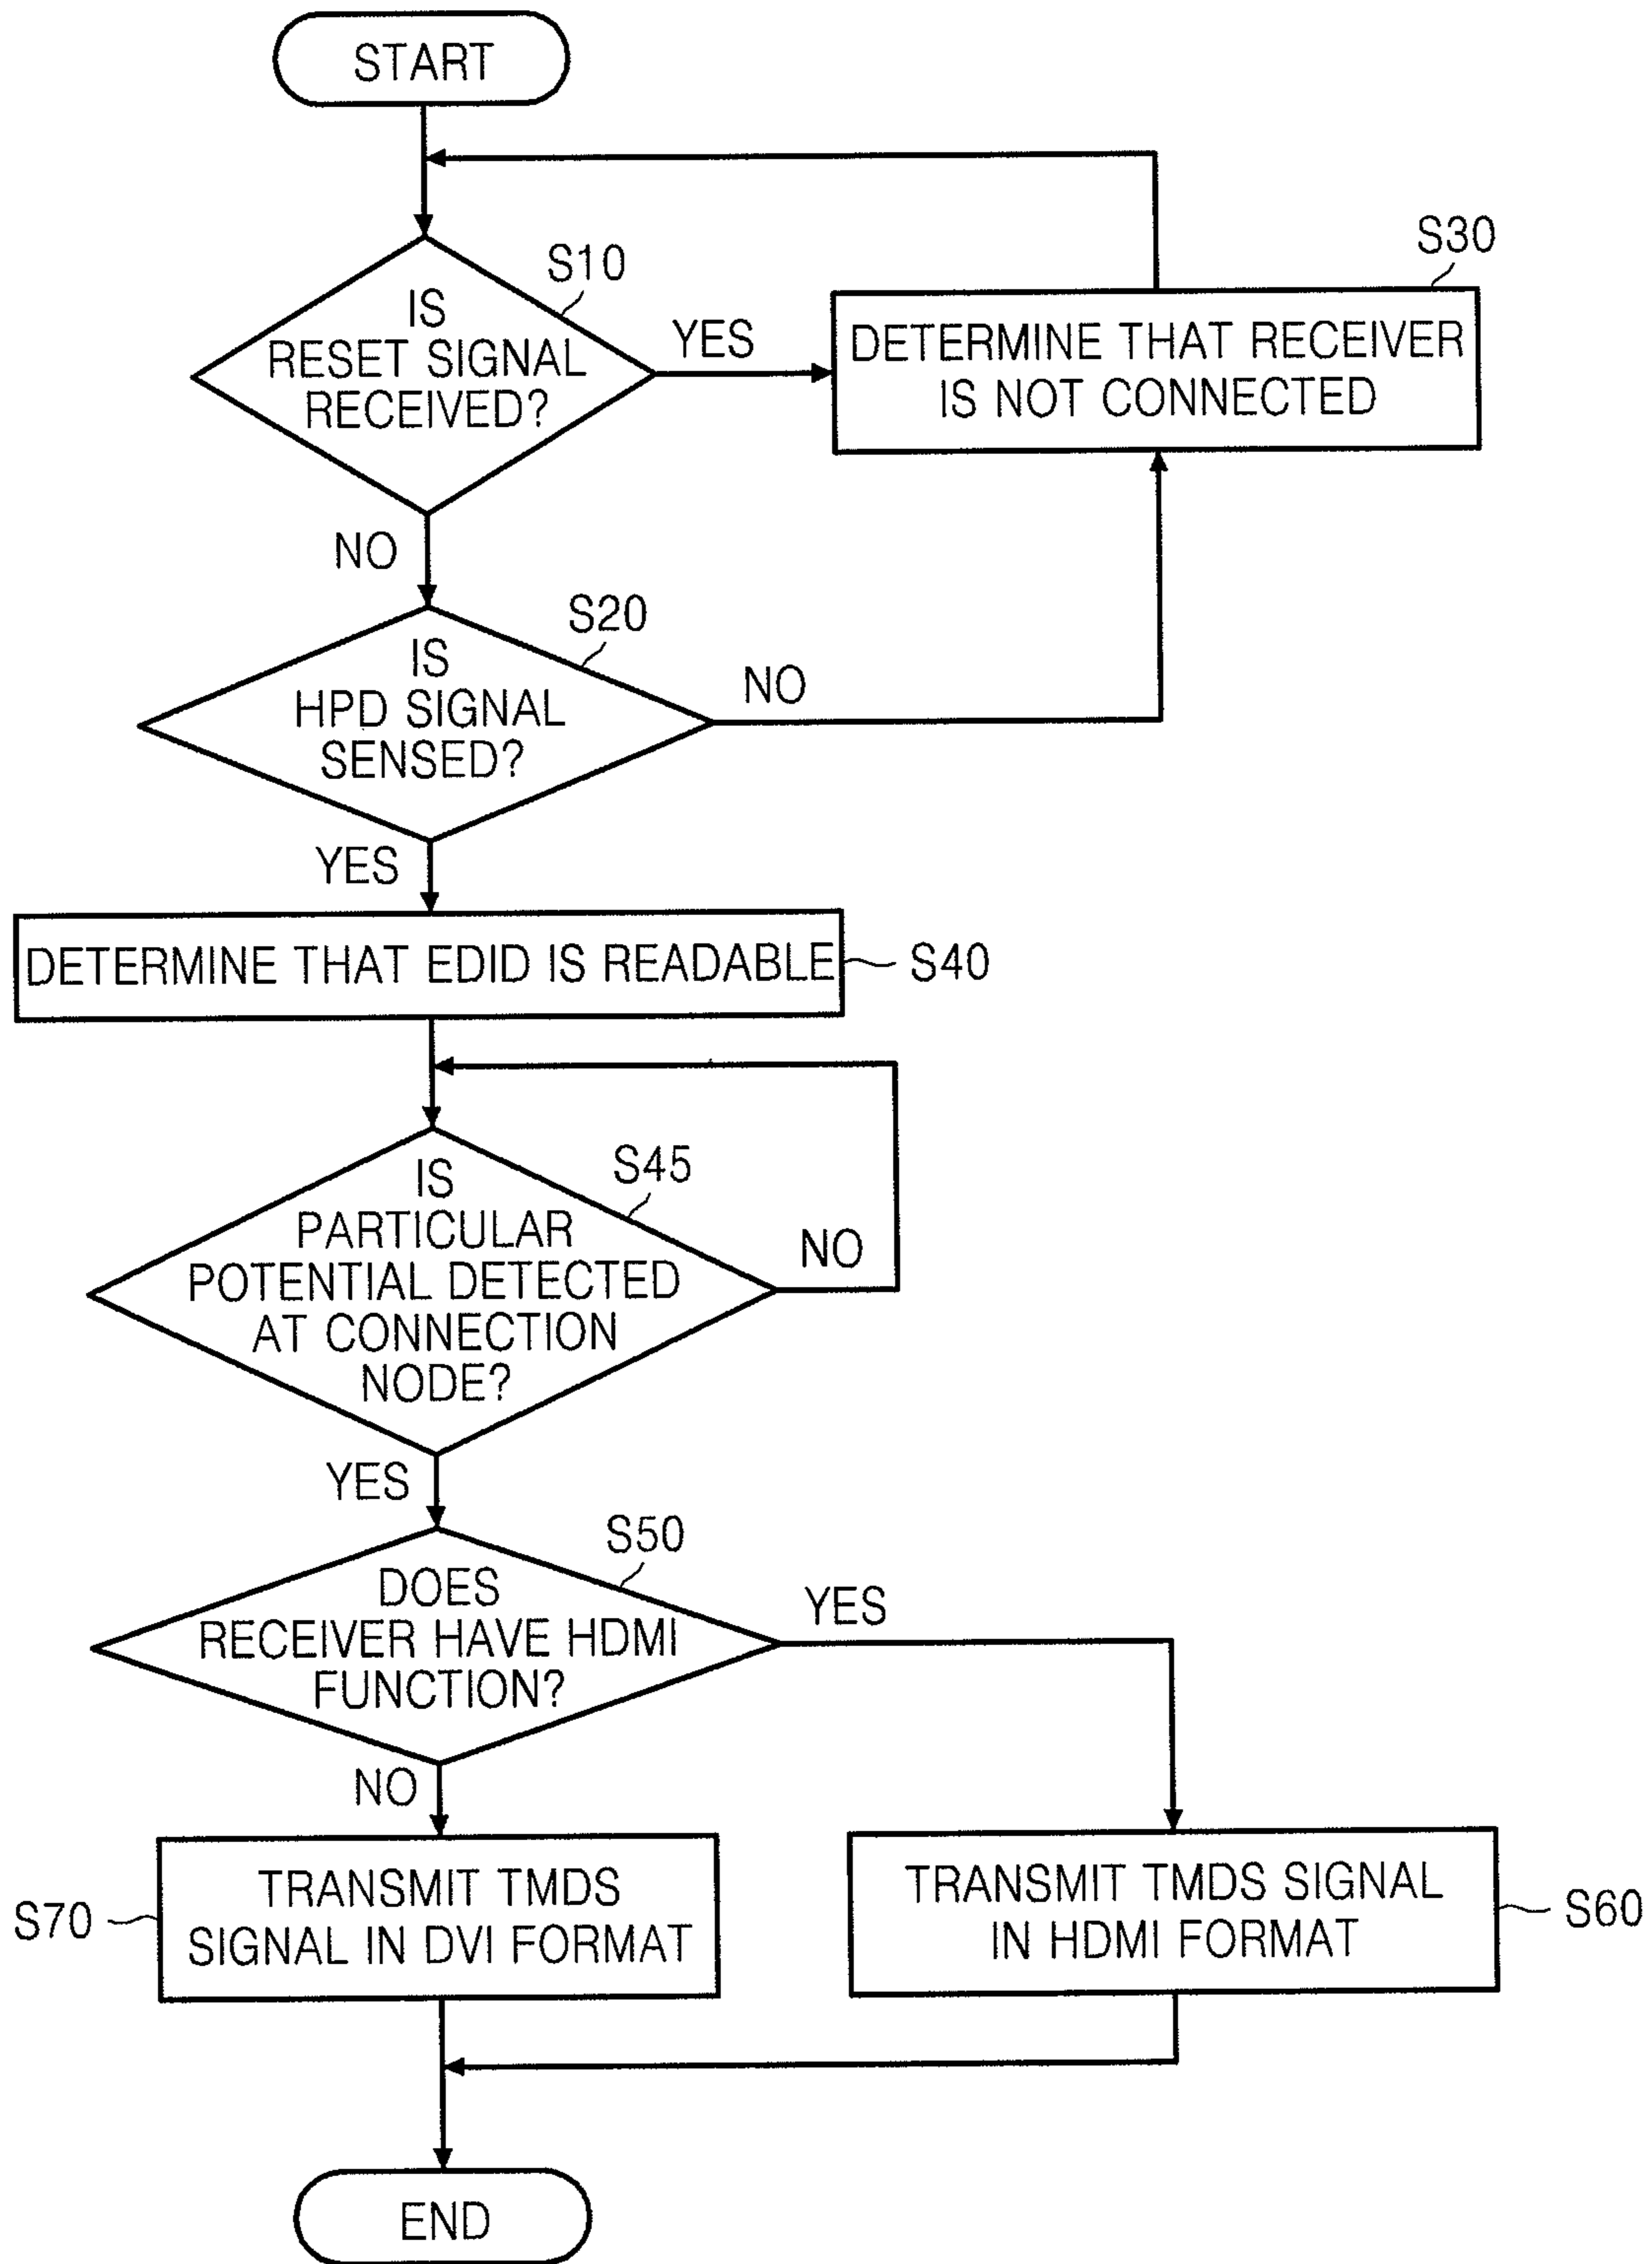 START
S10
IS
RESET SIGNAL
RECEIVED?
YES
S30
DETERMINE THAT RECEIVER
IS NOT CONNECTED
NO
S20
IS
HPD SIGNAL
SENSED?
NO
YES
DETERMINE THAT EDID IS READABLE
S40
S45
IS
PARTICULAR
POTENTIAL DETECTED
AT CONNECTION
NODE?
NO
YES
S50
DOES
RECEIVER HAVE HDMI
FUNCTION?
YES
NO
S70
TRANSMIT TMDS
SIGNAL IN DVI FORMAT
TRANSMIT TMDS SIGNAL
IN HDMI FORMAT
S60
END